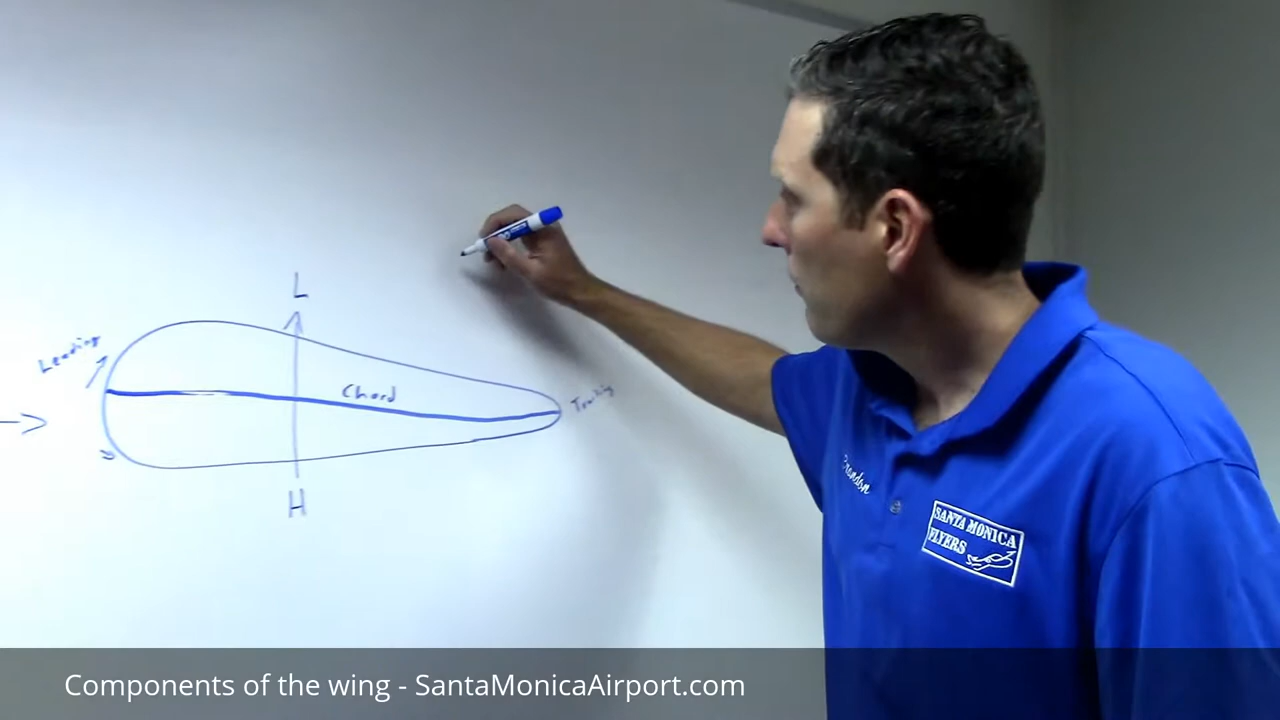 L
Leading
Chord
Trailing
H
Brandon
SANTA MONICA
FLYERS
Components of the wing - SantaMonicaAirport.com